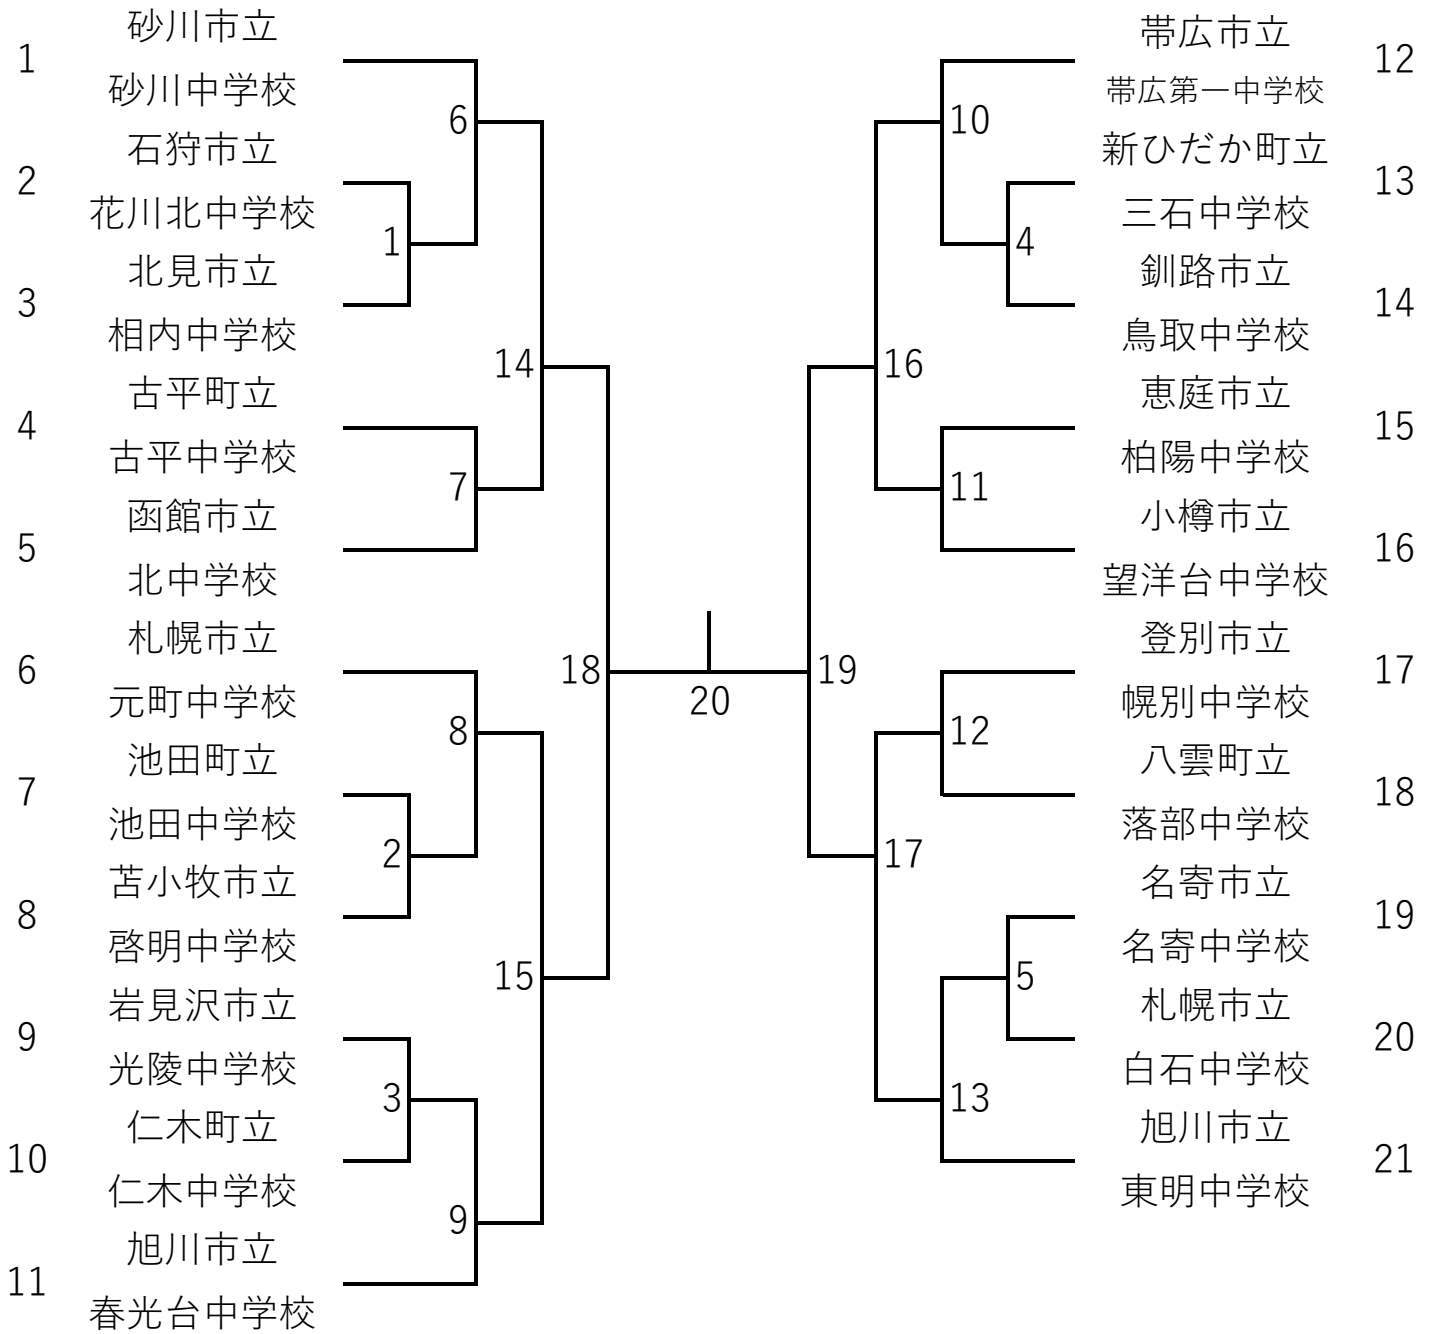 1
砂川市立
砂川中学校
2
石狩市立
花川北中学校
3
北見市立
相内中学校
4
古平町立
古平中学校
5
函館市立
北中学校
6
札幌市立
元町中学校
7
池田町立
池田中学校
8
苫小牧市立
啓明中学校
9
岩見沢市立
光陵中学校
10
仁木町立
仁木中学校
11
旭川市立
春光台中学校
6
1
14
7
18
8
2
15
3
9
20
10
4
16
11
19
12
17
5
13
帯広市立
帯広第一中学校
12
新ひだか町立
三石中学校
13
釧路市立
鳥取中学校
14
恵庭市立
柏陽中学校
15
小樽市立
望洋台中学校
16
登別市立
幌別中学校
17
八雲町立
落部中学校
18
名寄市立
名寄中学校
19
札幌市立
白石中学校
20
旭川市立
東明中学校
21